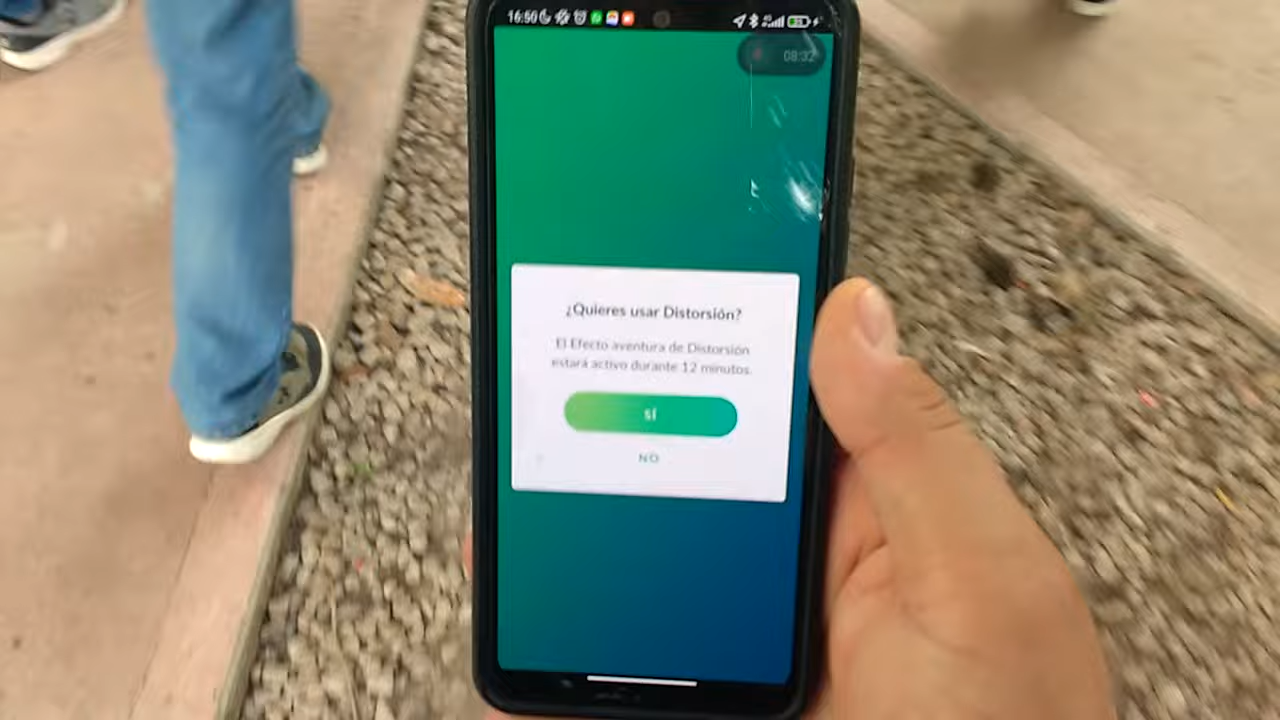 16:50
08:32
¿Quieres usar Distorsión?
El Efecto aventura de Distorsión
estará activo durante 12 minutos.
SÍ
NO